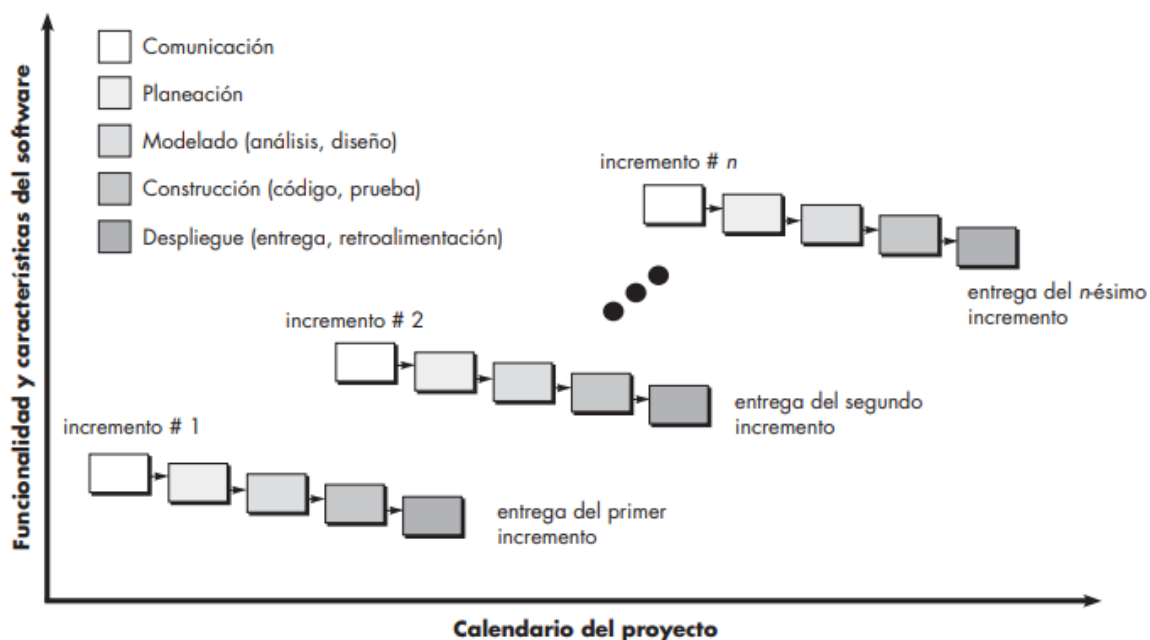 Funcionalidad y características del software
Comunicación
Planeación
Modelado (análisis, diseño)
Construcción (código, prueba)
Despliegue (entrega, retroalimentación)
incremento # n
entrega del n-ésimo
incremento
incremento # 2
entrega del segundo
incremento
incremento # 1
entrega del primer
incremento
Calendario del proyecto